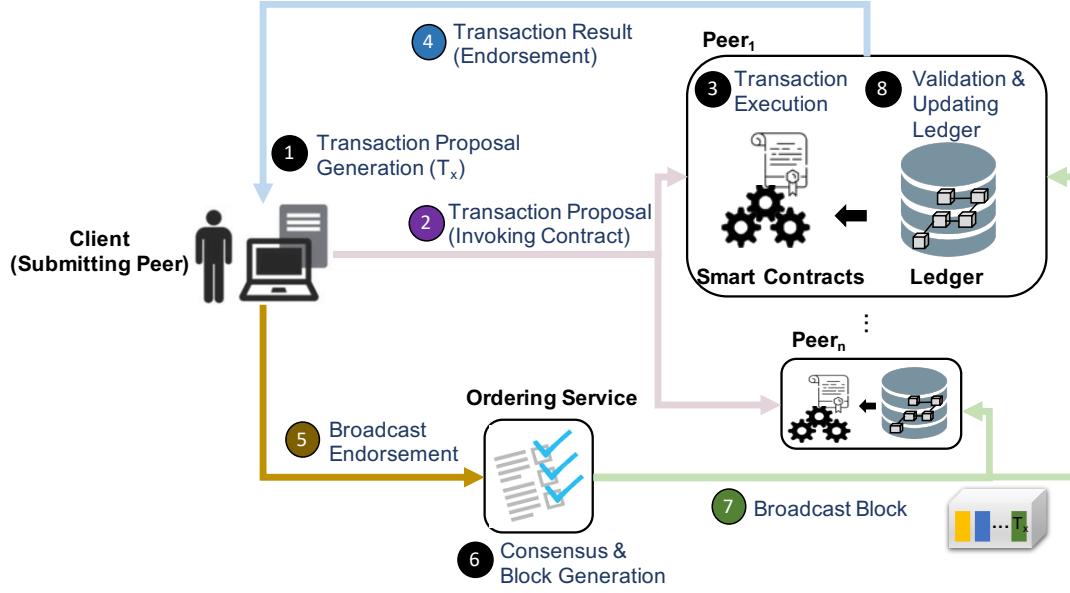 4
Transaction Result
(Endorsement)
Peer₁
3
Transaction
Execution
8
Validation &
Updating
Ledger
1
Transaction Proposal
Generation (Tₓ)
2
Transaction Proposal
(Invoking Contract)
Client
(Submitting Peer)
Smart Contracts
Ledger
⋮
Peerₙ
Ordering Service
5
Broadcast
Endorsement
7
Broadcast Block
...Tₓ
6
Consensus &
Block Generation